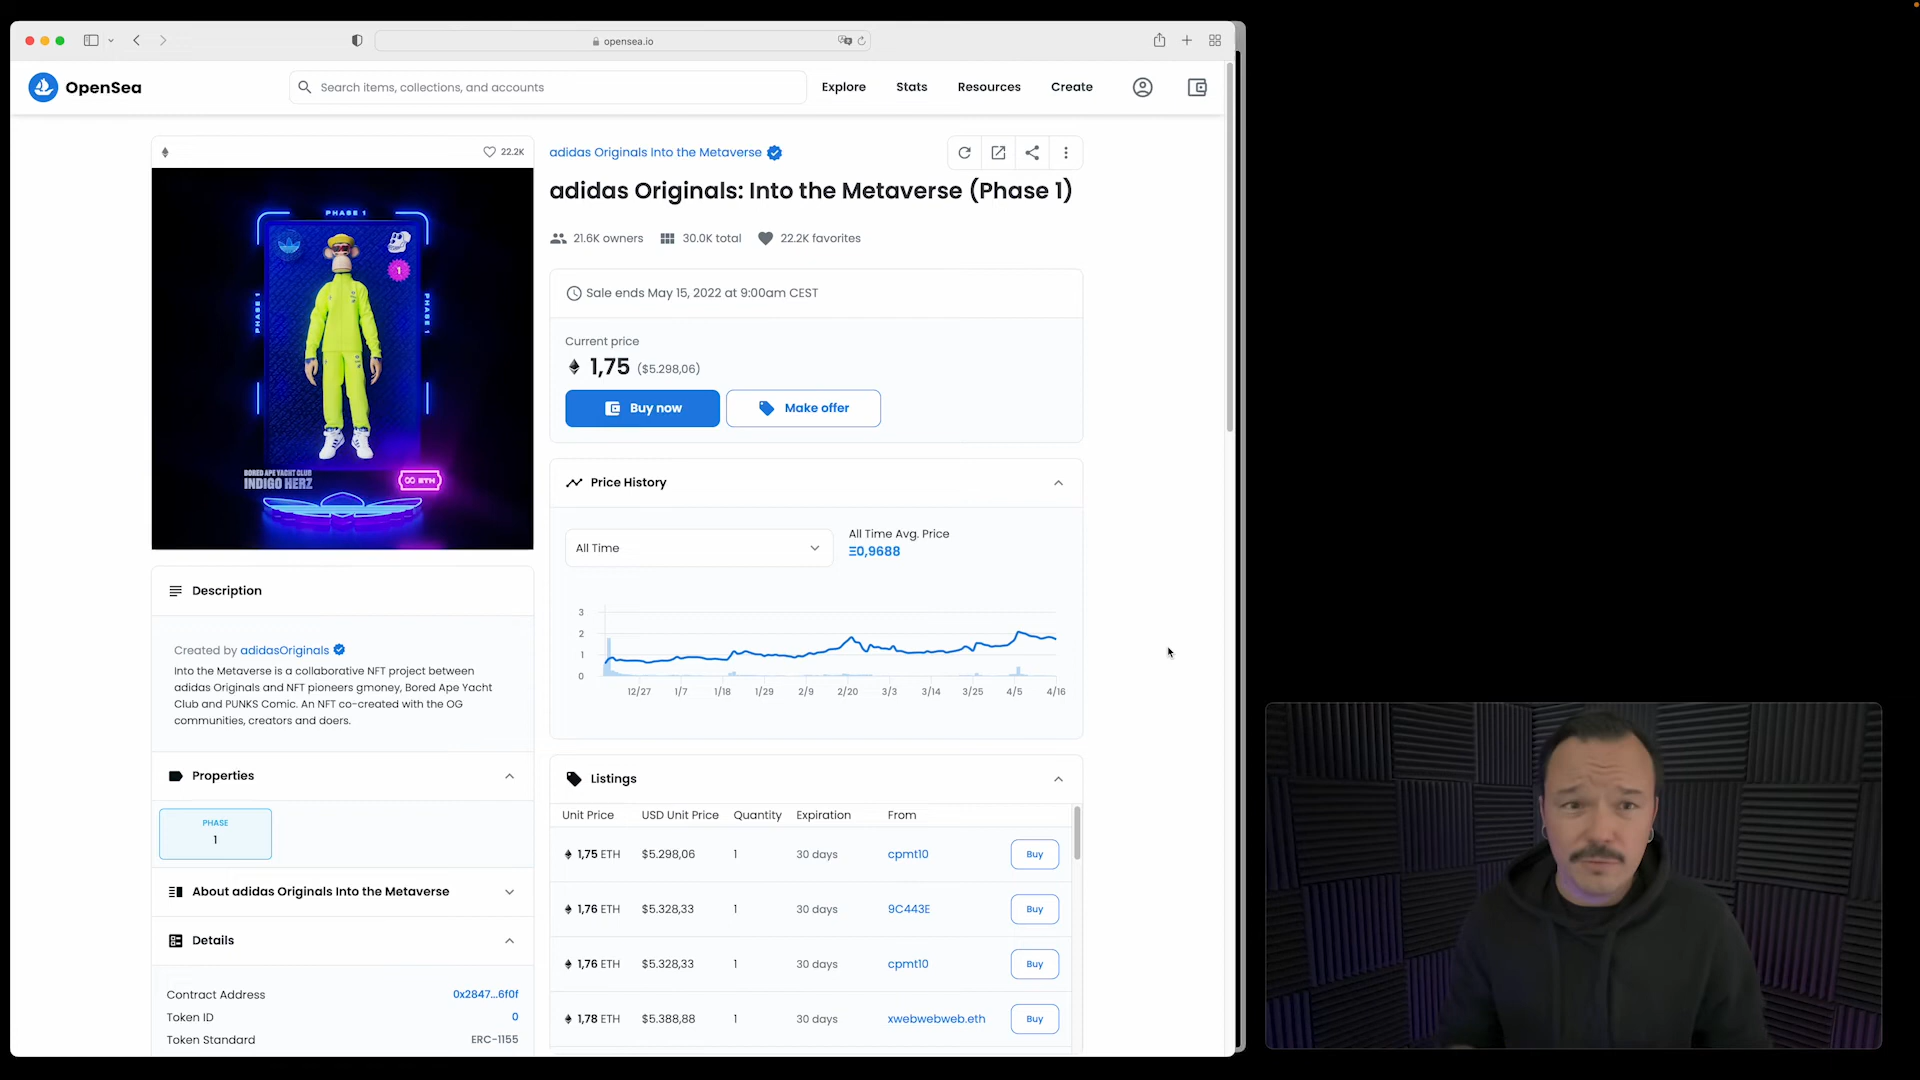 opensea.io
OpenSea
Search items, collections, and accounts
Explore
Stats
Resources
Create
22.2K
PHASE 1
PHASE 1
PHASE 1
1
BORED APE YACHT CLUB
INDIGO HERZ
ETH
adidas Originals Into the Metaverse
adidas Originals: Into the Metaverse (Phase 1)
21.6K owners
30.0K total
22.2K favorites
Sale ends May 15, 2022 at 9:00am CEST
Current price
1,75 ($5.298,06)
Buy now
Make offer
Price History
All Time
All Time Avg. Price
Ξ0,9688
3
2
1
0
12/27
1/7
1/18
1/29
2/9
2/20
3/3
3/14
3/25
4/5
4/16
Description
Created by adidasOriginals
Into the Metaverse is a collaborative NFT project between
adidas Originals and NFT pioneers gmoney, Bored Ape Yacht
Club and PUNKS Comic. An NFT co-created with the OG
communities, creators and doers.
Properties
PHASE
1
About adidas Originals Into the Metaverse
Details
Contract Address 0x2847...6f0f
Token ID 0
Token Standard ERC-1155
Listings
Unit Price USD Unit Price Quantity Expiration From
1,75 ETH $5.298,06 1 30 days cpmt10 Buy
1,76 ETH $5.328,33 1 30 days 9C443E Buy
1,76 ETH $5.328,33 1 30 days cpmt10 Buy
1,78 ETH $5.388,88 1 30 days xwebwebweb.eth Buy